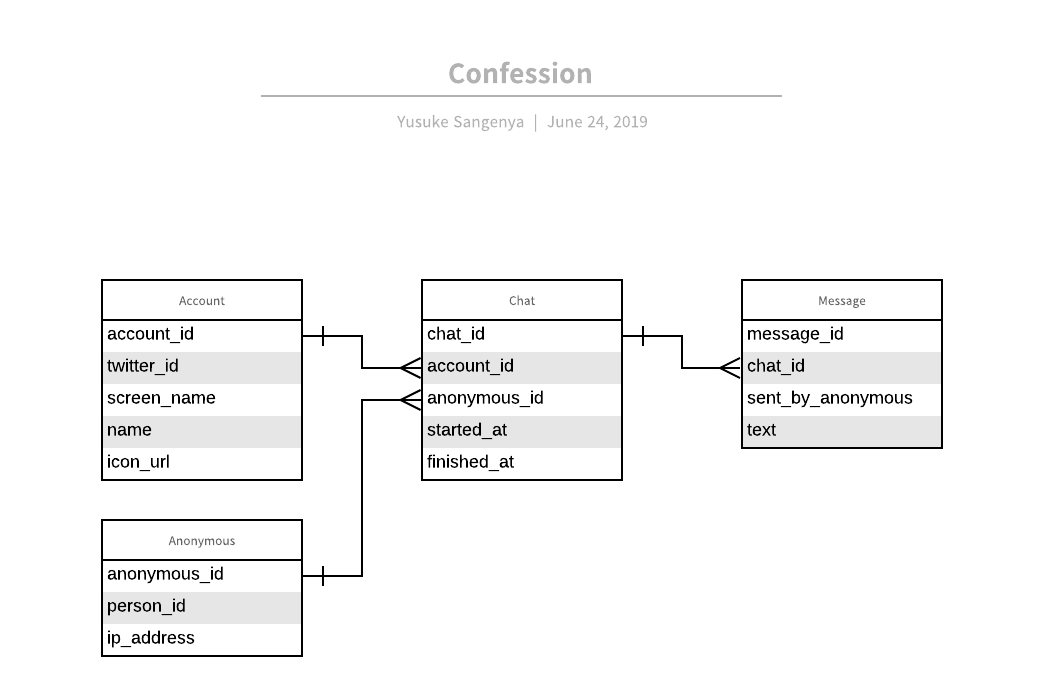 Confession
Yusuke Sangenya | June 24, 2019
Account
account_id
twitter_id
screen_name
name
icon_url
Chat
chat_id
account_id
anonymous_id
started_at
finished_at
Message
message_id
chat_id
sent_by_anonymous
text
Anonymous
anonymous_id
person_id
ip_address